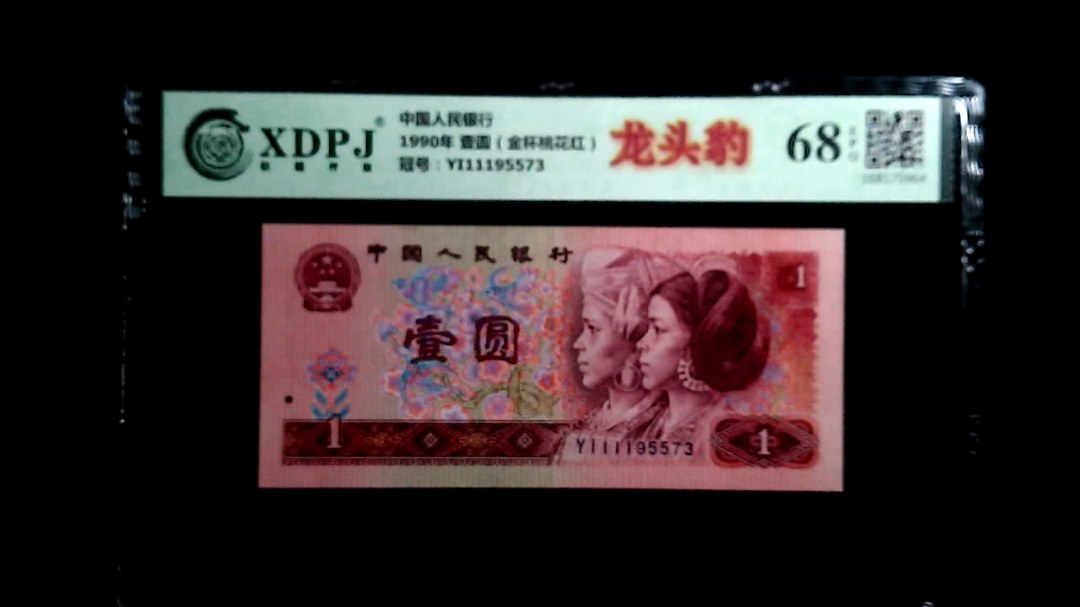 XDPJ®
中国人民银行
1990年 壹圆（金杯桃花红）
冠号：YI11195573
龙头豹
68
EPQ
中国人民银行
壹圆
1
1
1
YI11195573